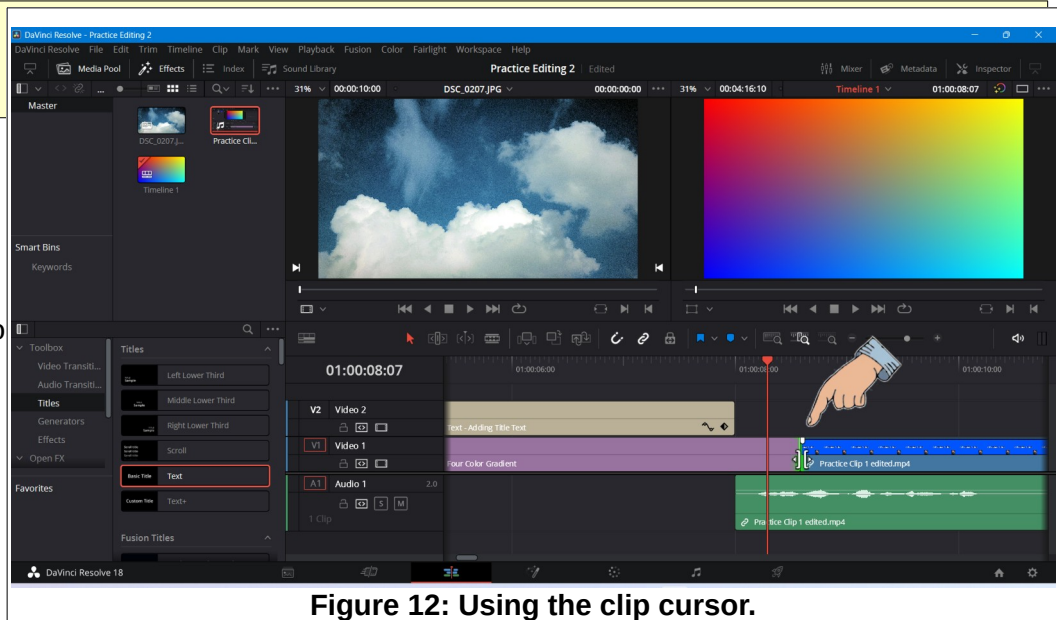 DaVinci Resolve - Practice Editing 2
DaVinci Resolve File Edit Trim Timeline Clip Mark View Playback Fusion Color Fairlight Workspace Help
Media Pool Effects Index Sound Library Practice Editing 2 Edited Mixer Metadata Inspector
31% 00:00:10:00 DSC_0207.JPG 00:00:00:00 31% 00:04:16:10 Timeline 1 01:00:08:07
Master
DSC_0207.j... Practice Cli...
Timeline 1
Smart Bins
Keywords
Toolbox
Video Transiti...
Audio Transiti...
Titles
Generators
Effects
Open FX
Favorites
Titles
Left Lower Third
Middle Lower Third
Right Lower Third
Scroll
Basic Title Text
Custom Title Text+
Fusion Titles
01:00:08:07 01:00:06:00 01:00:08:00 01:00:10:00
V2 Video 2
Text - Adding Title Text
V1 Video 1
Four Color Gradient Practice Clip 1 edited.mp4
A1 Audio 1 2.0
S M
1 Clip
Practice Clip 1 edited.mp4
DaVinci Resolve 18
Figure 12: Using the clip cursor.